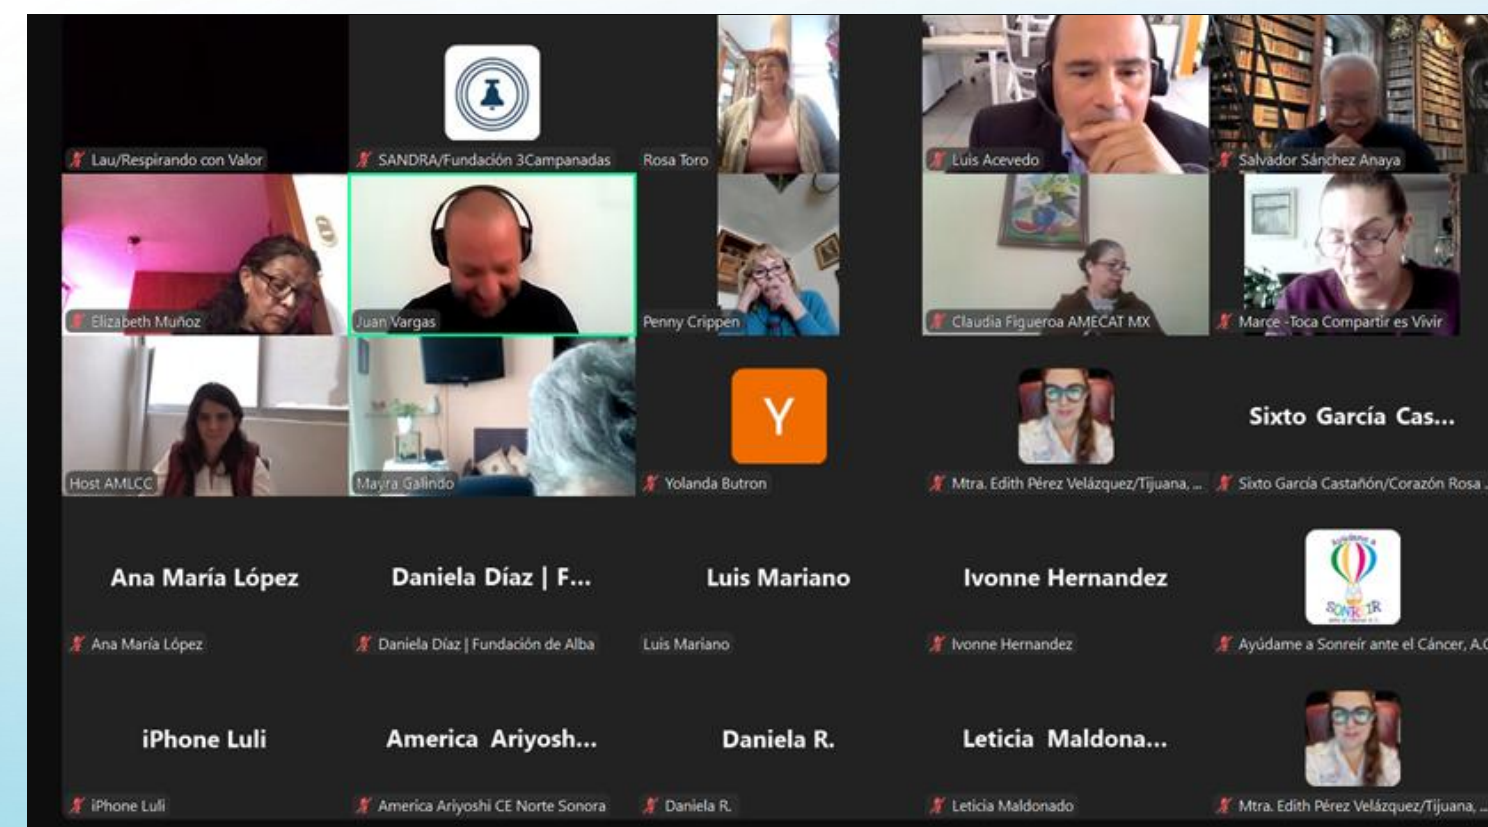 Lau/Respirando con Valor
SANDRA/Fundación 3Campanadas
Rosa Toro
Luis Acevedo
Salvador Sánchez Anaya
Elizabeth Muñoz
Juan Vargas
Penny Crippen
Claudia Figueroa AMECAT MX
Marce -Toca Compartir es Vivir
Host AMLCC
Mayra Galindo
Y
Yolanda Butron
Mtra. Edith Pérez Velázquez/Tijuana, ...
Sixto García Cas...
Sixto García Castañón/Corazón Rosa ..
Ana María López
Ana María López
Daniela Díaz | F...
Daniela Díaz | Fundación de Alba
Luis Mariano
Luis Mariano
Ivonne Hernandez
Ivonne Hernandez
Ayúdame a
SONREIR
Ayúdame a Sonreír ante el Cáncer, A.C
iPhone Luli
iPhone Luli
America Ariyosh...
America Ariyoshi CE Norte Sonora
Daniela R.
Daniela R.
Leticia Maldona...
Leticia Maldonado
Mtra. Edith Pérez Velázquez/Tijuana, ...